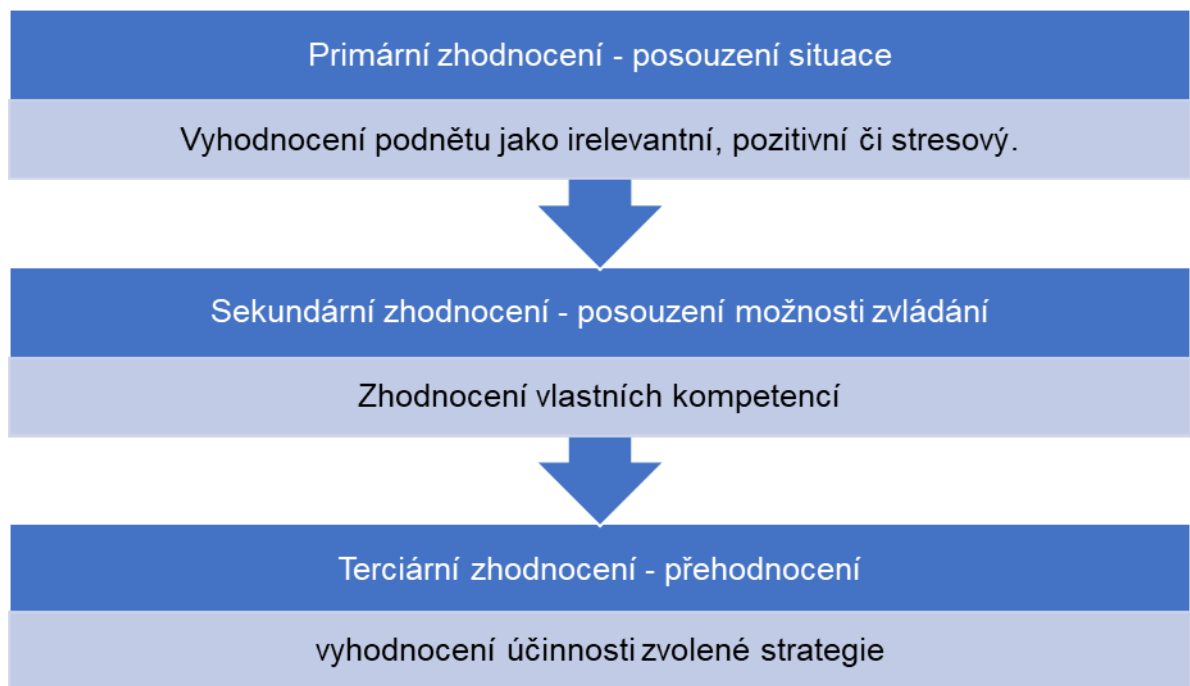 Primární zhodnocení - posouzení situace
Vyhodnocení podnětu jako irelevantní, pozitivní či stresový.
Sekundární zhodnocení - posouzení možnosti zvládání
Zhodnocení vlastních kompetencí
Terciární zhodnocení - přehodnocení
vyhodnocení účinnosti zvolené strategie